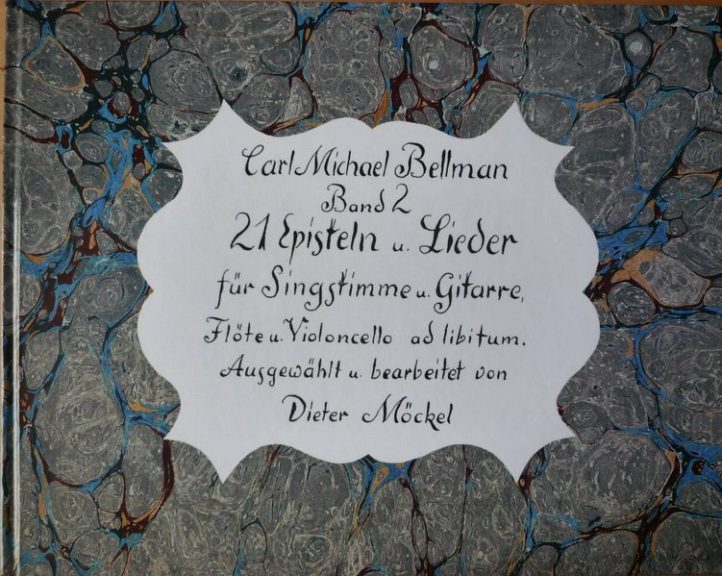 Carl Michael Bellman
Band 2
21 Episteln u. Lieder
für Singstimme u. Gitarre,
Flöte u. Violoncello ad libitum.
Ausgewählt u. bearbeitet von
Dieter Möckel